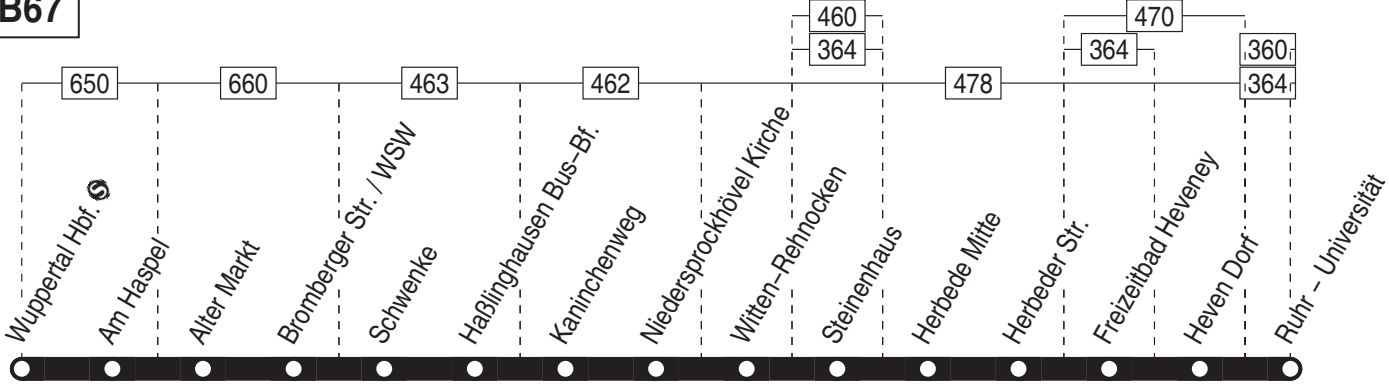 B67
460
470
364
364
360
650
660
463
462
478
364
Wuppertal Hbf. S
Am Haspel
Alter Markt
Bromberger Str. / WSW
Schwenke
Haßlinghausen Bus–Bf.
Kaninchenweg
Niedersprockhövel Kirche
Witten–Rehnocken
Steinenhaus
Herbede Mitte
Herbeder Str.
Freizeitbad Heveney
Heven Dorf
Ruhr – Universität